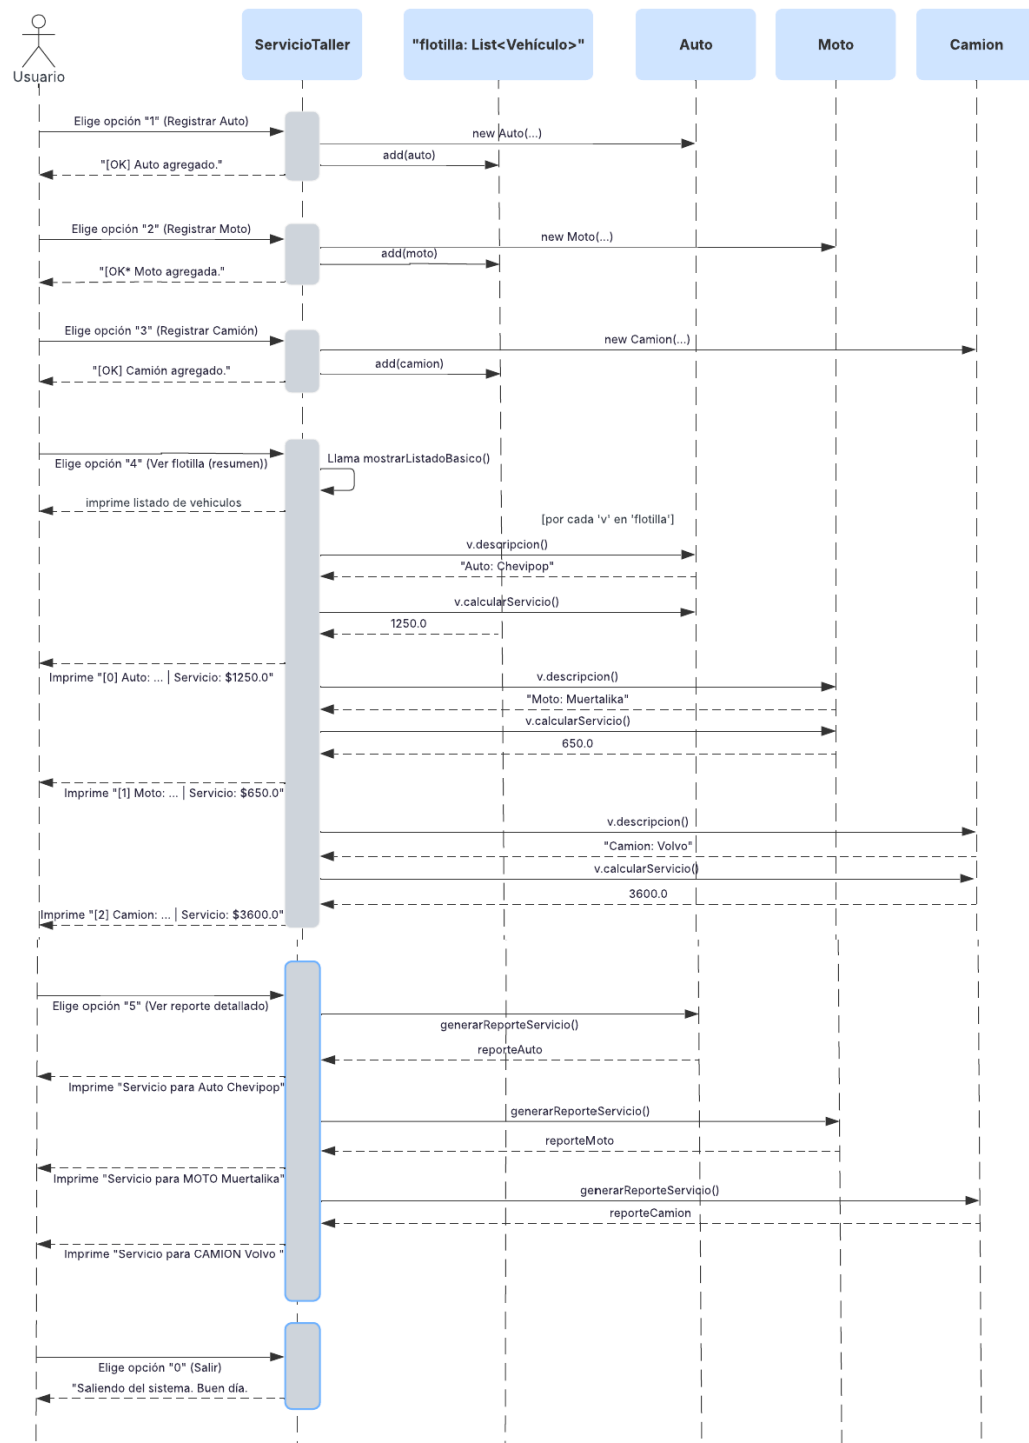 Usuario
ServicioTaller
"flotilla: List<Vehículo>"
Auto
Moto
Camion
Elige opción "1" (Registrar Auto)
new Auto(...)
add(auto)
"[OK] Auto agregado."
Elige opción "2" (Registrar Moto)
new Moto(...)
add(moto)
"[OK* Moto agregada."
Elige opción "3" (Registrar Camión)
new Camion(...)
add(camion)
"[OK] Camión agregado."
Elige opción "4" (Ver flotilla (resumen))
Llama mostrarListadoBasico()
imprime listado de vehiculos
[por cada 'v' en 'flotilla']
v.descripcion()
"Auto: Chevipop"
v.calcularServicio()
1250.0
Imprime "[0] Auto: ... | Servicio: $1250.0"
v.descripcion()
"Moto: Muertalika"
v.calcularServicio()
650.0
Imprime "[1] Moto: ... | Servicio: $650.0"
v.descripcion()
"Camion: Volvo"
v.calcularServicio()
3600.0
Imprime "[2] Camion: ... | Servicio: $3600.0"
Elige opción "5" (Ver reporte detallado)
generarReporteServicio()
reporteAuto
Imprime "Servicio para Auto Chevipop"
generarReporteServicio()
reporteMoto
Imprime "Servicio para MOTO Muertalika"
generarReporteServicio()
reporteCamion
Imprime "Servicio para CAMION Volvo "
Elige opción "0" (Salir)
"Saliendo del sistema. Buen día.